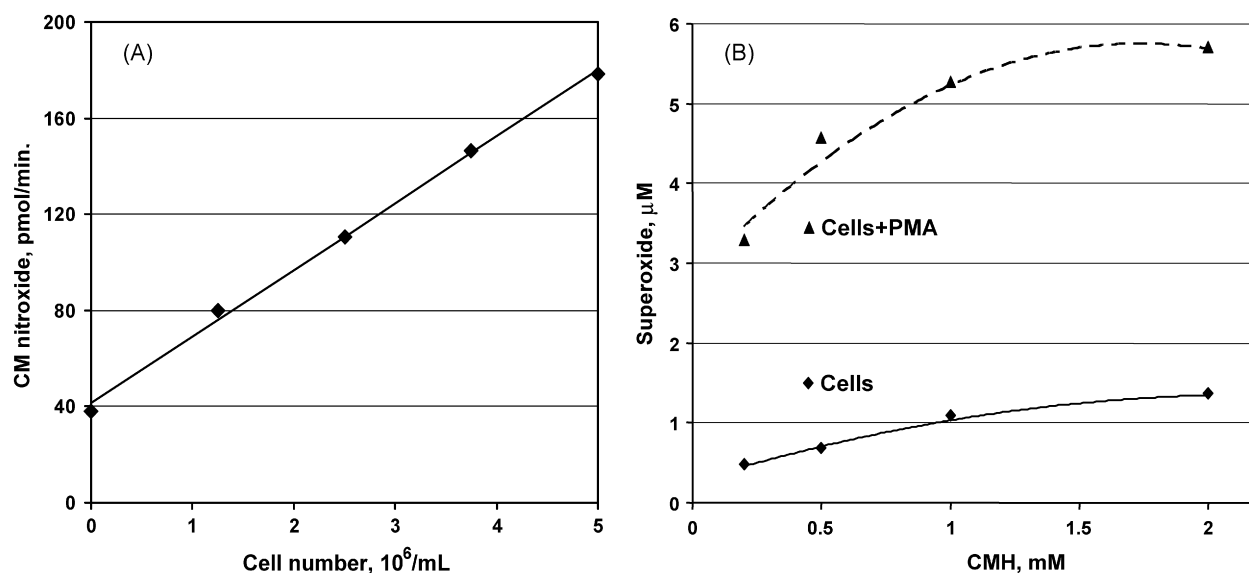 (A)
CM nitroxide, pmol/min.
200
160
120
80
40
0
0 1 2 3 4 5
Cell number, 10⁶/mL
(B)
Superoxide, μM
6
5
4
3
2
1
0
Cells+PMA
Cells
0 0.5 1 1.5 2
CMH, mM